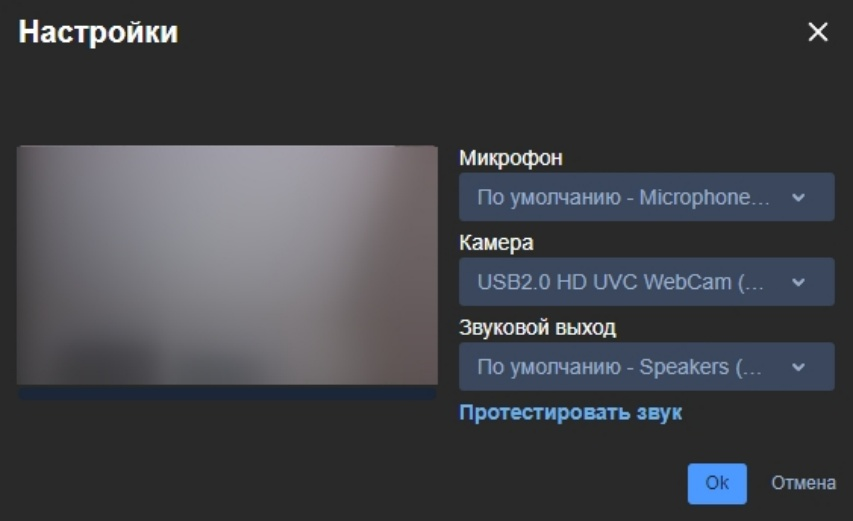 Настройки
Микрофон
По умолчанию - Microphone...
Камера
USB2.0 HD UVC WebCam (...
Звуковой выход
По умолчанию - Speakers (...
Протестировать звук
Ok
Отмена